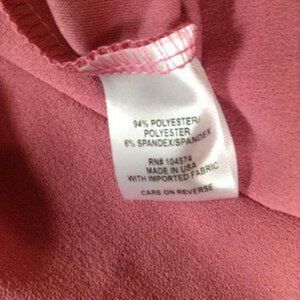 94% POLYESTER/
POLYESTER
6% SPANDEX/SPANDEX
RN# 104574
MADE IN USA
WITH IMPORTED FABRIC
CARE ON REVERSE